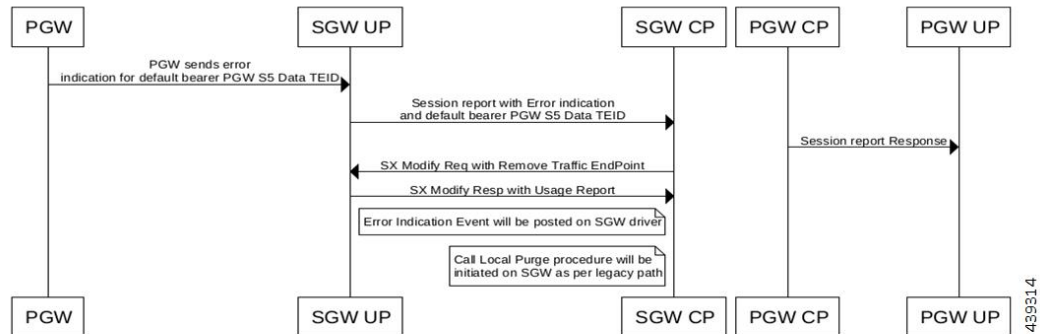 PGW
SGW UP
SGW CP
PGW CP
PGW UP
PGW sends error
indication for default bearer PGW S5 Data TEID
Session report with Error indication
and default bearer PGW S5 Data TEID
Session report Response
SX Modify Req with Remove Traffic EndPoint
SX Modify Resp with Usage Report
Error Indication Event will be posted on SGW driver
Call Local Purge procedure will be
initiated on SGW as per legacy path
PGW
SGW UP
SGW CP
PGW CP
PGW UP
439314